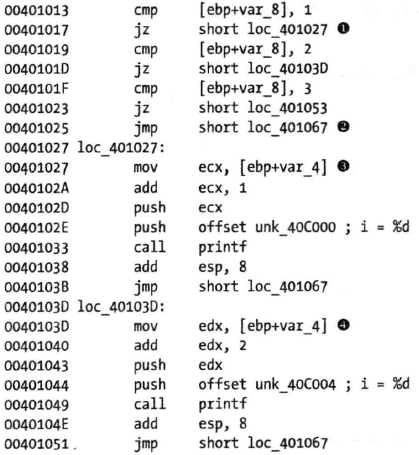 00401013 cmp [ebp+var_8], 1
00401017 jz short loc_401027 ❶
00401019 cmp [ebp+var_8], 2
0040101D jz short loc_40103D
0040101F cmp [ebp+var_8], 3
00401023 jz short loc_401053
00401025 jmp short loc_401067 ❷
00401027 loc_401027:
00401027 mov ecx, [ebp+var_4] ❸
0040102A add ecx, 1
0040102D push ecx
0040102E push offset unk_40C000 ; i = %d
00401033 call printf
00401038 add esp, 8
0040103B jmp short loc_401067
0040103D loc_40103D:
0040103D mov edx, [ebp+var_4] ❹
00401040 add edx, 2
00401043 push edx
00401044 push offset unk_40C004 ; i = %d
00401049 call printf
0040104E add esp, 8
00401051 jmp short loc_401067